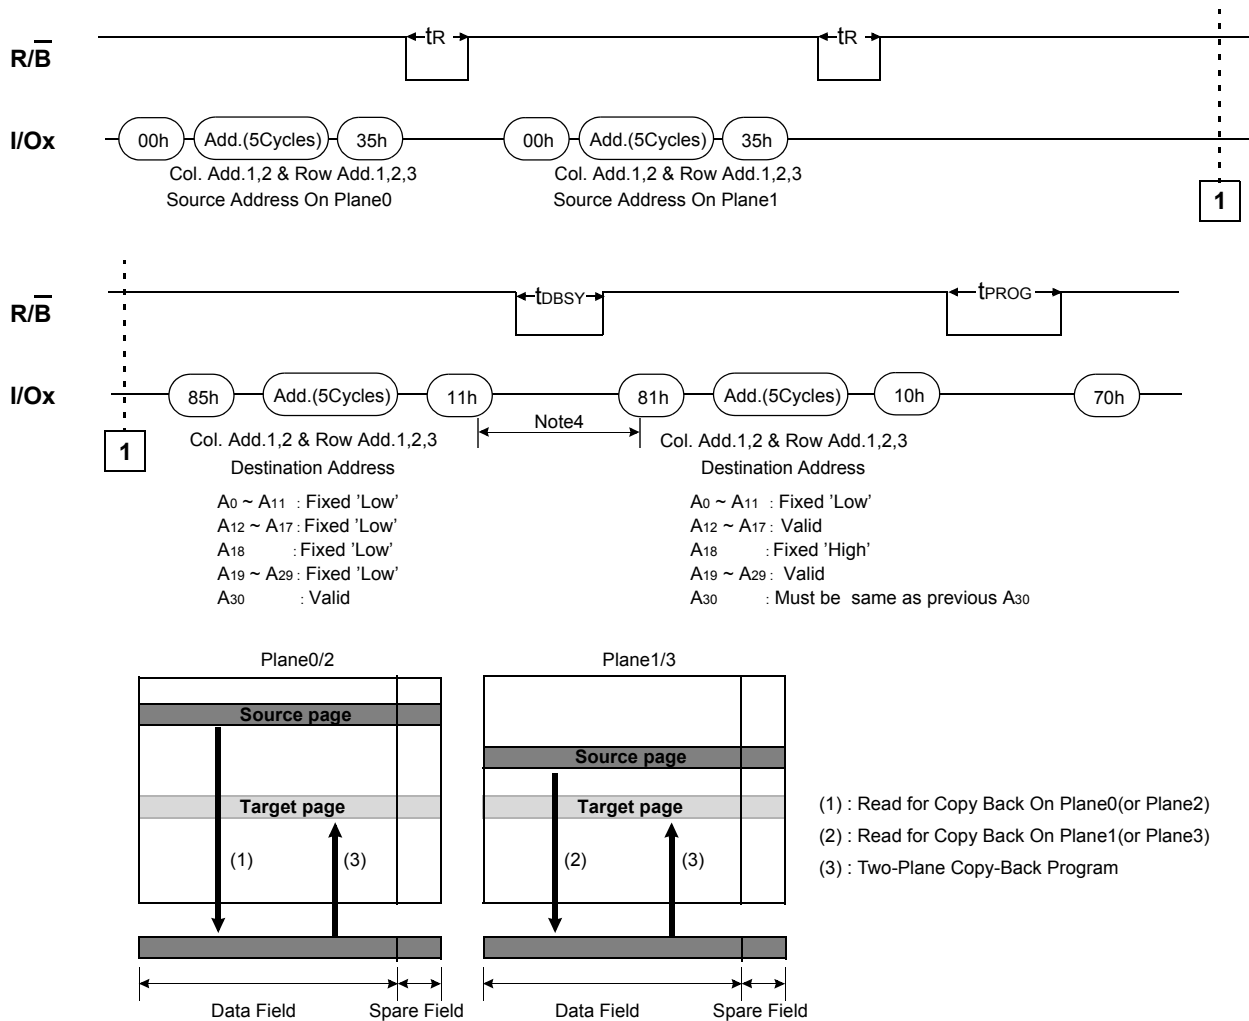 R/B tR tR
I/Ox 00h Add.(5Cycles) 35h 00h Add.(5Cycles) 35h
Col. Add.1,2 & Row Add.1,2,3 Col. Add.1,2 & Row Add.1,2,3
Source Address On Plane0 Source Address On Plane1
1
R/B tDBSY tPROG
I/Ox 85h Add.(5Cycles) 11h 81h Add.(5Cycles) 10h 70h
Note4
1
Col. Add.1,2 & Row Add.1,2,3 Col. Add.1,2 & Row Add.1,2,3
Destination Address Destination Address
A0 ~ A11 : Fixed 'Low' A0 ~ A11 : Fixed 'Low'
A12 ~ A17 : Fixed 'Low' A12 ~ A17 : Valid
A18 : Fixed 'Low' A18 : Fixed 'High'
A19 ~ A29 : Fixed 'Low' A19 ~ A29 : Valid
A30 : Valid A30 : Must be same as previous A30
Plane0/2 Plane1/3
Source page
Source page
Target page Target page
(1) (3) (2) (3)
(1) : Read for Copy Back On Plane0(or Plane2)
(2) : Read for Copy Back On Plane1(or Plane3)
(3) : Two-Plane Copy-Back Program
Data Field Spare Field Data Field Spare Field